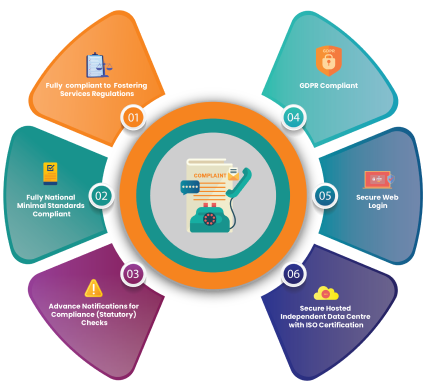 Fully compliant to Fostering
Services Regulations
01
Fully National
Minimal Standards
Compliant
02
Advance Notifications for
Compliance (Statutory)
Checks
03
COMPLAINT
GDPR
GDPR Compliant
04
Secure Web
Login
05
Secure Hosted
Independent Data Centre
with ISO Certification
06